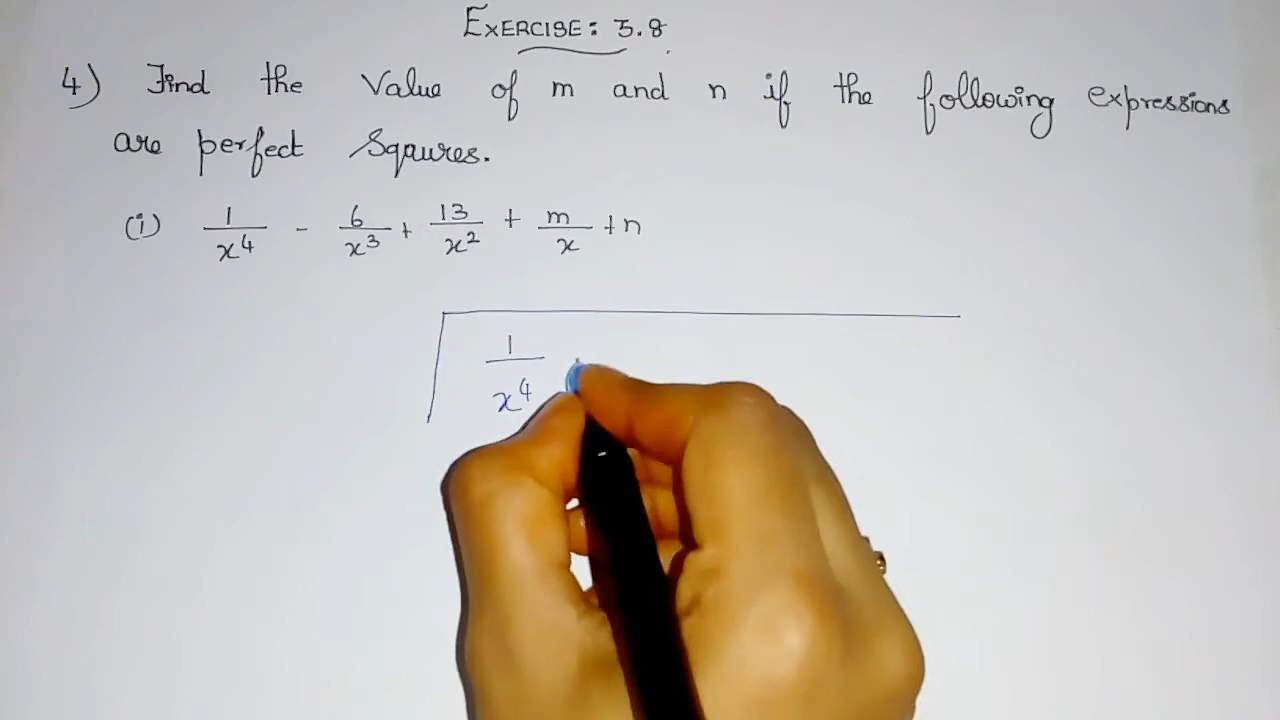 EXERCISE: 3.8
4) Find the Value of m and n if the following expressions
are perfect Sqaures.
(i) 1/x⁴ - 6/x³ + 13/x² + m/x + n
1/x⁴